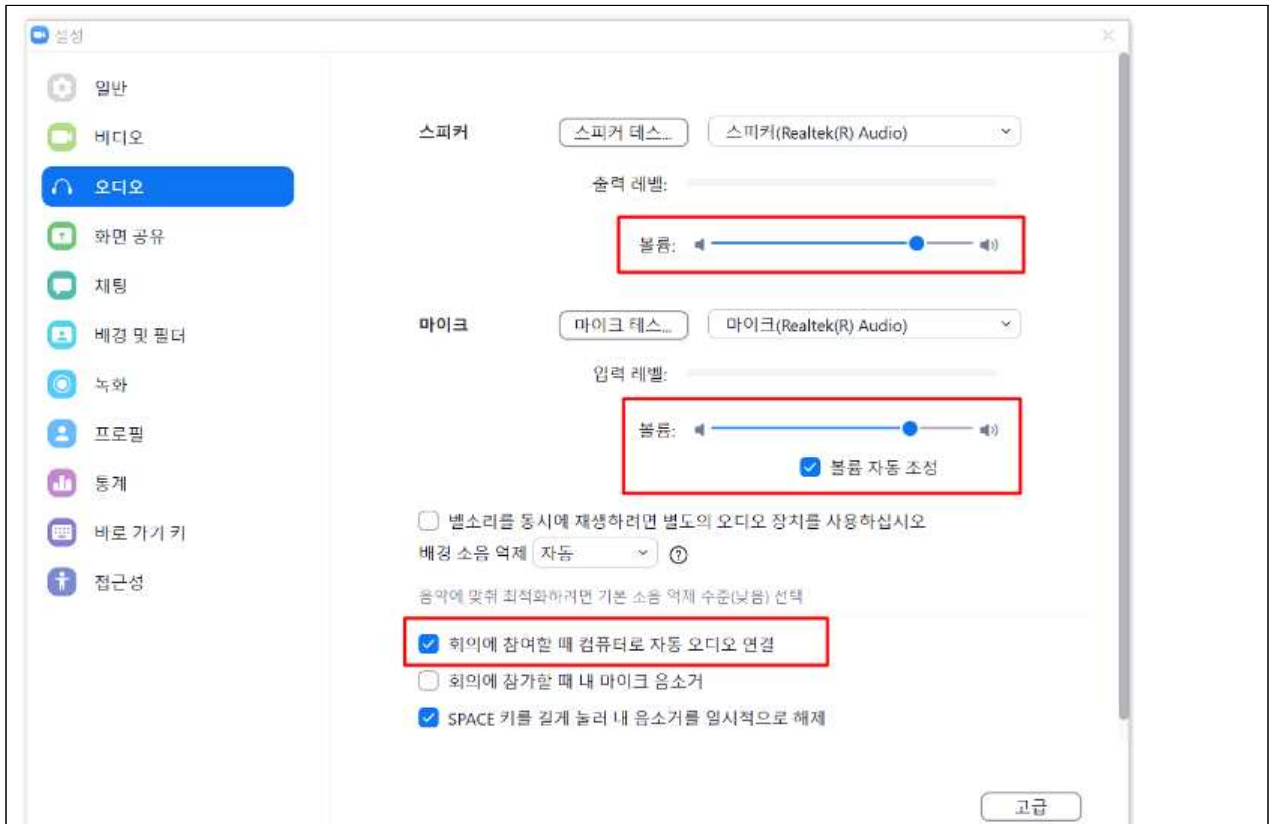 설정
일반
비디오
오디오
화면 공유
채팅
배경 및 필터
녹화
프로필
통계
바로 가기 키
접근성
스피커 스피커 테스... 스피커(Realtek(R) Audio)
출력 레벨:
볼륨:
마이크 마이크 테스... 마이크(Realtek(R) Audio)
입력 레벨:
볼륨:
볼륨 자동 조정
벨소리를 동시에 재생하려면 별도의 오디오 장치를 사용하십시오
배경 소음 억제 자동
음악에 맞춰 최적화하려면 기본 소음 억제 수준(낮음) 선택
회의에 참여할 때 컴퓨터로 자동 오디오 연결
회의에 참가할 때 내 마이크 음소거
SPACE 키를 길게 눌러 내 음소거를 일시적으로 해제
고급